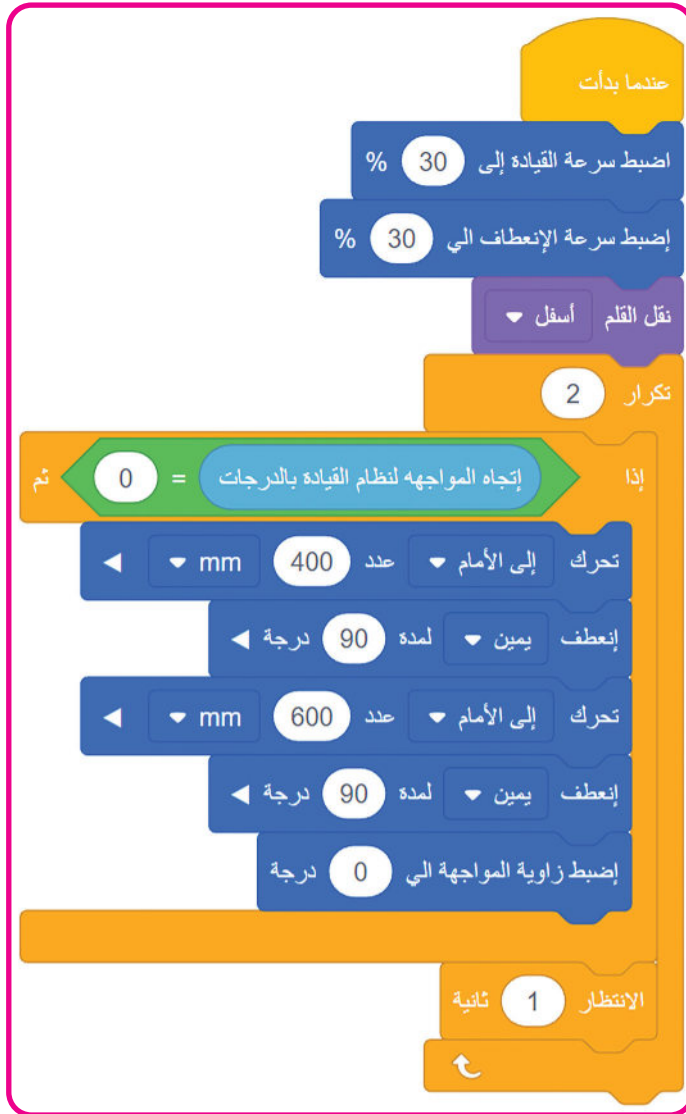 عندما بدأت
اضبط سرعة القيادة إلى 30 %
إضبط سرعة الإنعطاف الي 30 %
نقل القلم أسفل
تكرار 2
إذا إتجاه المواجهه لنظام القيادة بالدرجات = 0 ثم
تحرك إلى الأمام عدد 400 mm
إنعطف يمين لمدة 90 درجة
تحرك إلى الأمام عدد 600 mm
إنعطف يمين لمدة 90 درجة
إضبط زاوية المواجهة الي 0 درجة
الانتظار 1 ثانية